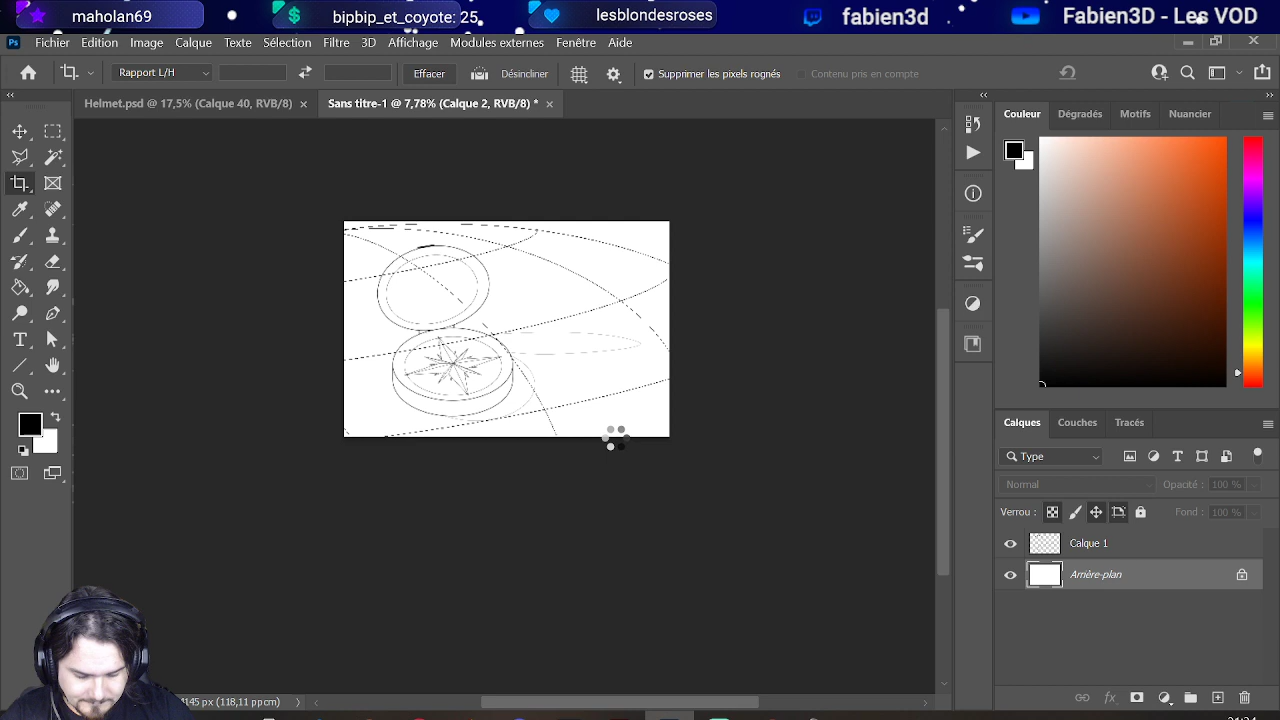 maholan69
bipbip_et_coyote: 25
lesblondesroses
fabien3d
Fabien3D - Les VOD
Ps
Fichier Edition Image Calque Texte Sélection Filtre 3D Affichage Modules externes Fenêtre Aide
Rapport L/H
Effacer
Désincliner
Supprimer les pixels rognés
Contenu pris en compte
Helmet.psd @ 17,5% (Calque 40, RVB/8)
Sans titre-1 @ 7,78% (Calque 2, RVB/8) *
Couleur Dégradés Motifs Nuancier
Calques Couches Tracés
Type
Normal
Opacité : 100 %
Verrou :
Fond : 100 %
Calque 1
Arrière-plan
145 px (118,11 ppcm)